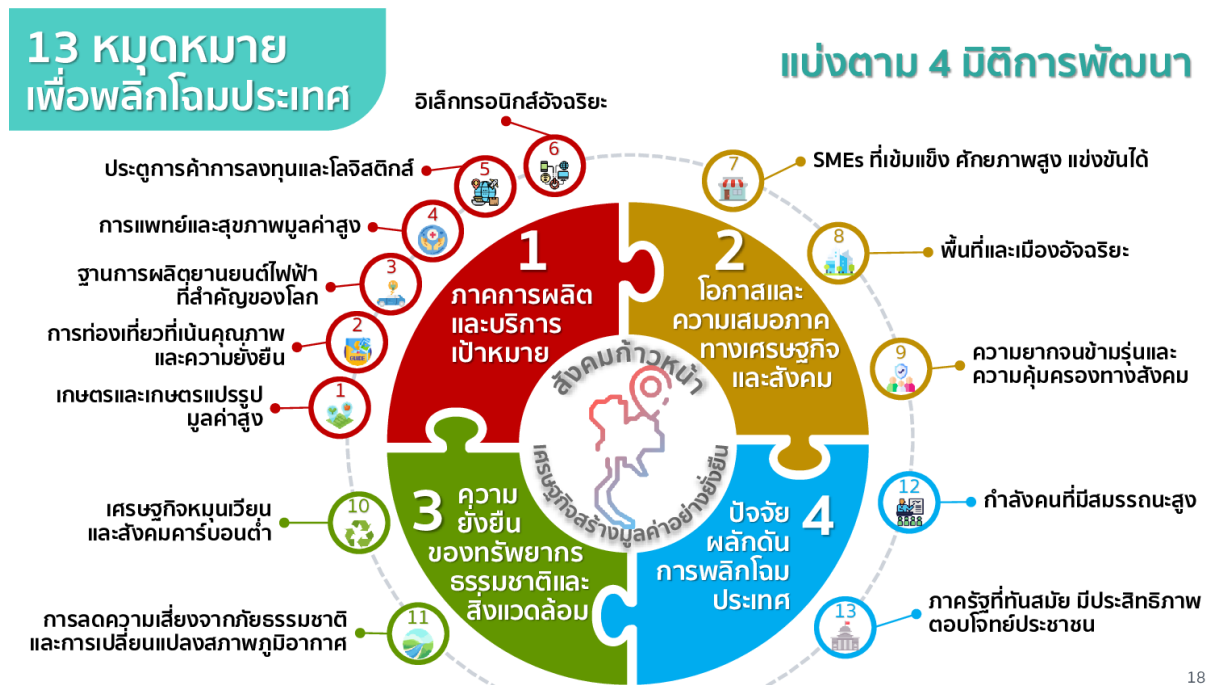 13 หมุดหมาย
เพื่อพลิกโฉมประเทศ
แบ่งตาม 4 มิติการพัฒนา
1
ภาคการผลิต
และบริการ
เป้าหมาย
6
อิเล็กทรอนิกส์อัจฉริยะ
5
ประตูการค้าการลงทุนและโลจิสติกส์
4
การแพทย์และสุขภาพมูลค่าสูง
3
ฐานการผลิตยานยนต์ไฟฟ้า
ที่สำคัญของโลก
2
การท่องเที่ยวที่เน้นคุณภาพ
และความยั่งยืน
1
เกษตรและเกษตรแปรรูป
มูลค่าสูง
2
โอกาสและ
ความเสมอภาค
ทางเศรษฐกิจ
และสังคม
7
SMEs ที่เข้มแข็ง ศักยภาพสูง แข่งขันได้
8
พื้นที่และเมืองอัจฉริยะ
9
ความยากจนข้ามรุ่นและ
ความคุ้มครองทางสังคม
สังคมก้าวหน้า
เศรษฐกิจสร้างมูลค่าอย่างยั่งยืน
3
ความ
ยั่งยืน
ของทรัพยากร
ธรรมชาติและ
สิ่งแวดล้อม
10
เศรษฐกิจหมุนเวียน
และสังคมคาร์บอนต่ำ
11
การลดความเสี่ยงจากภัยธรรมชาติ
และการเปลี่ยนแปลงสภาพภูมิอากาศ
4
ปัจจัย
ผลักดัน
การพลิกโฉม
ประเทศ
12
กำลังคนที่มีสมรรถนะสูง
13
ภาครัฐที่ทันสมัย มีประสิทธิภาพ
ตอบโจทย์ประชาชน
18